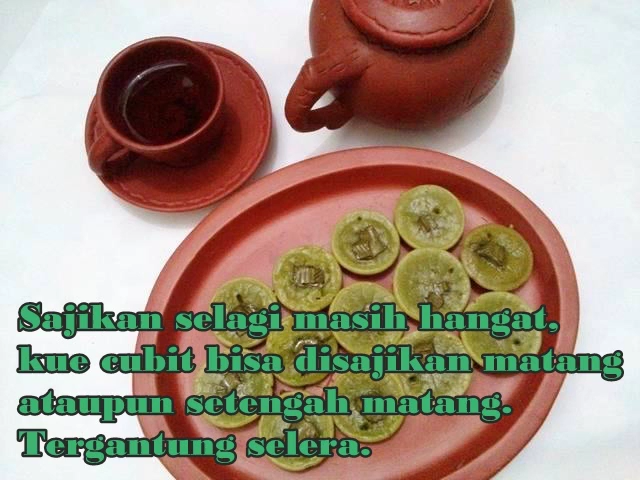 Sajikan selagi masih hangat,
kue cubit bisa disajikan matang
ataupun setengah matang.
Tergantung selera.